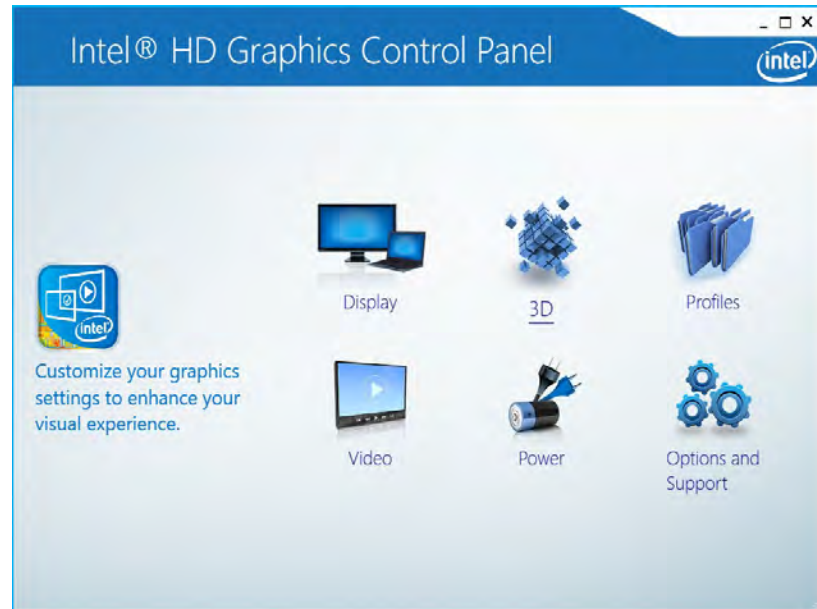 Intel® HD Graphics Control Panel
intel
Display
3D
Profiles
intel
Customize your graphics
settings to enhance your
visual experience.
Video
Power
Options and
Support